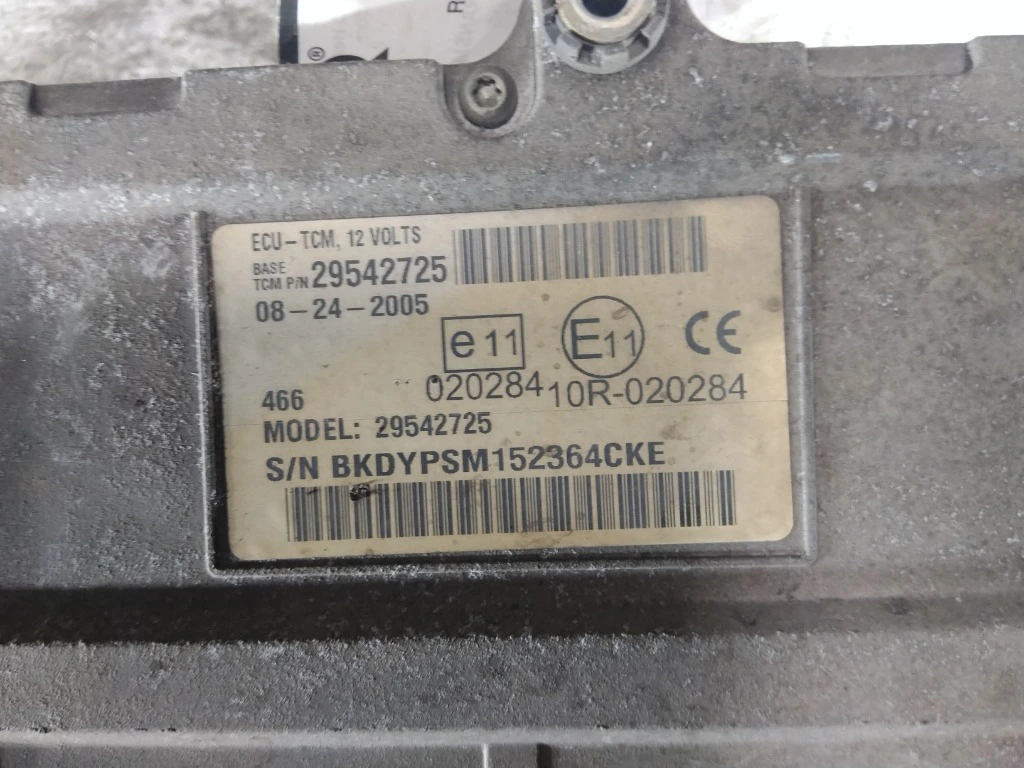 ®
R
ECU-TCM, 12 VOLTS
BASE
TCM P/N 29542725
08-24-2005
e11
E11
CE
020284
10R-020284
466
MODEL: 29542725
S/N BKDYPSM152364CKE